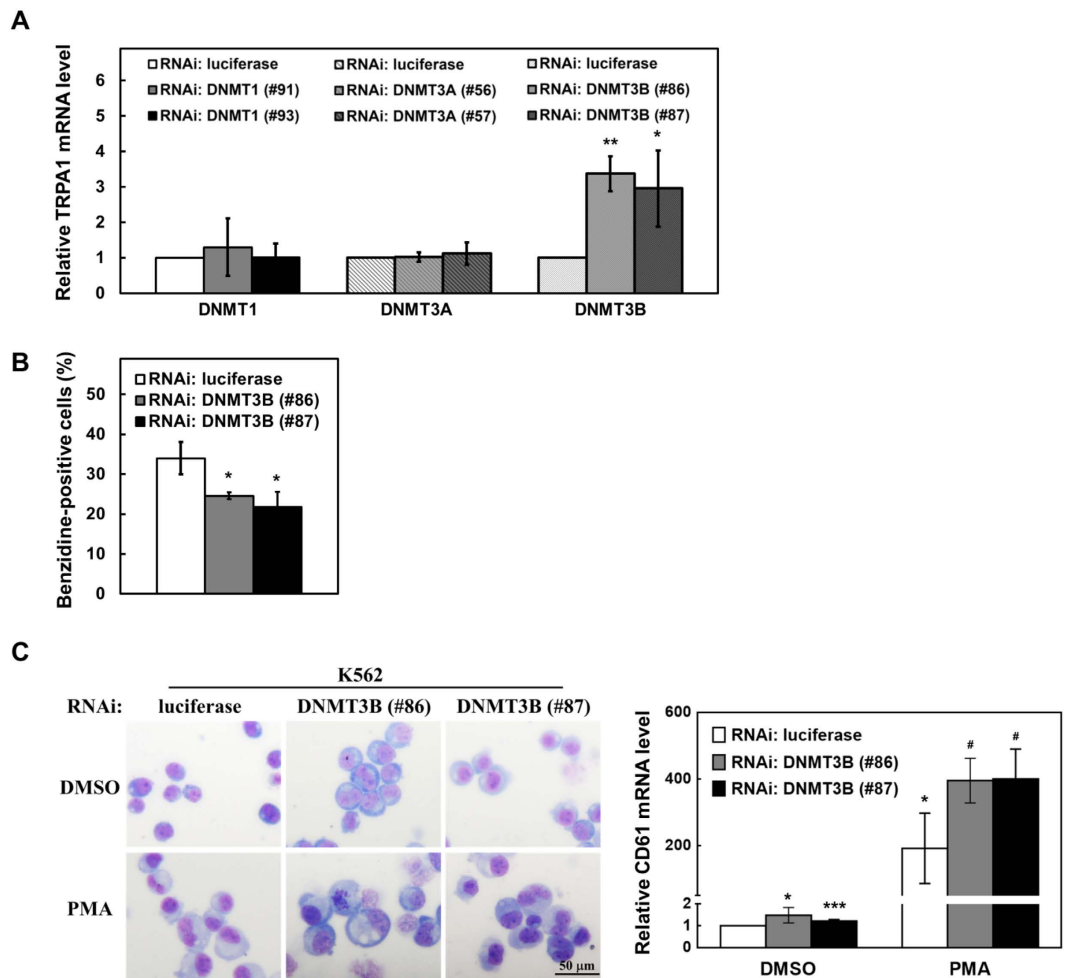 A
Relative TRPA1 mRNA level
6
5
4
3
2
1
0
RNAi: luciferase
RNAi: DNMT1 (#91)
RNAi: DNMT1 (#93)
RNAi: luciferase
RNAi: DNMT3A (#56)
RNAi: DNMT3A (#57)
RNAi: luciferase
RNAi: DNMT3B (#86)
RNAi: DNMT3B (#87)
** *
DNMT1 DNMT3A DNMT3B
B
Benzidine-positive cells (%)
50
40
30
20
10
0
RNAi: luciferase
RNAi: DNMT3B (#86)
RNAi: DNMT3B (#87)
* *
C
K562
RNAi: luciferase DNMT3B (#86) DNMT3B (#87)
DMSO
PMA
50 μm
Relative CD61 mRNA level
600
400
200
2
1
0
RNAi: luciferase
RNAi: DNMT3B (#86)
RNAi: DNMT3B (#87)
* *** * # #
DMSO PMA